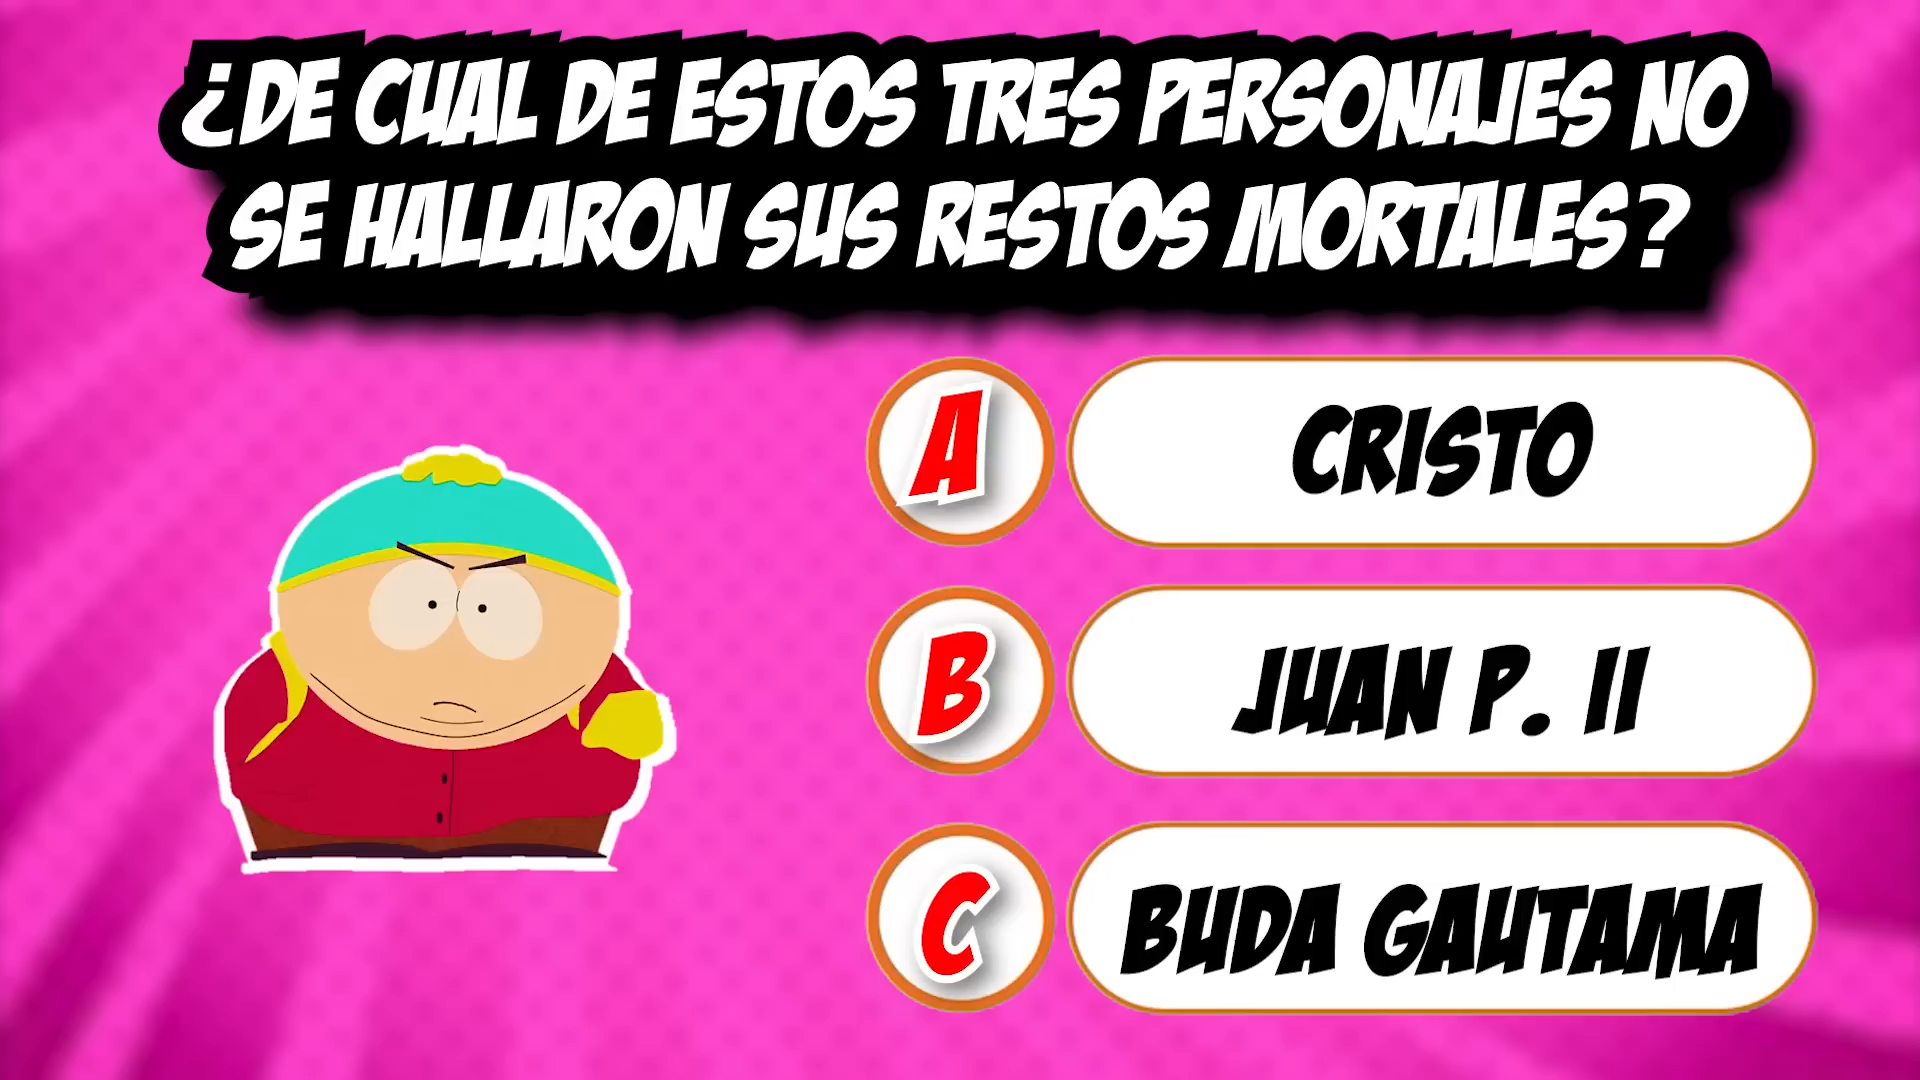 ¿DE CUAL DE ESTOS TRES PERSONAJES NO
SE HALLARON SUS RESTOS MORTALES?
A CRISTO
B JUAN P. II
C BUDA GAUTAMA